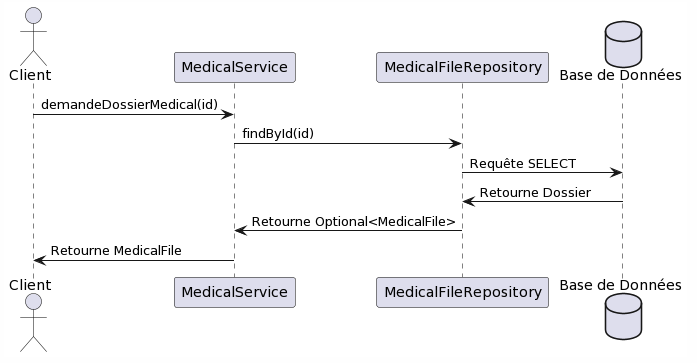 Client
MedicalService
MedicalFileRepository
Base de Données
demandeDossierMedical(id)
findById(id)
Requête SELECT
Retourne Dossier
Retourne Optional<MedicalFile>
Retourne MedicalFile
Client
MedicalService
MedicalFileRepository
Base de Données